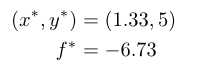 (x*, y*) = (1.33, 5)
f* = −6.73